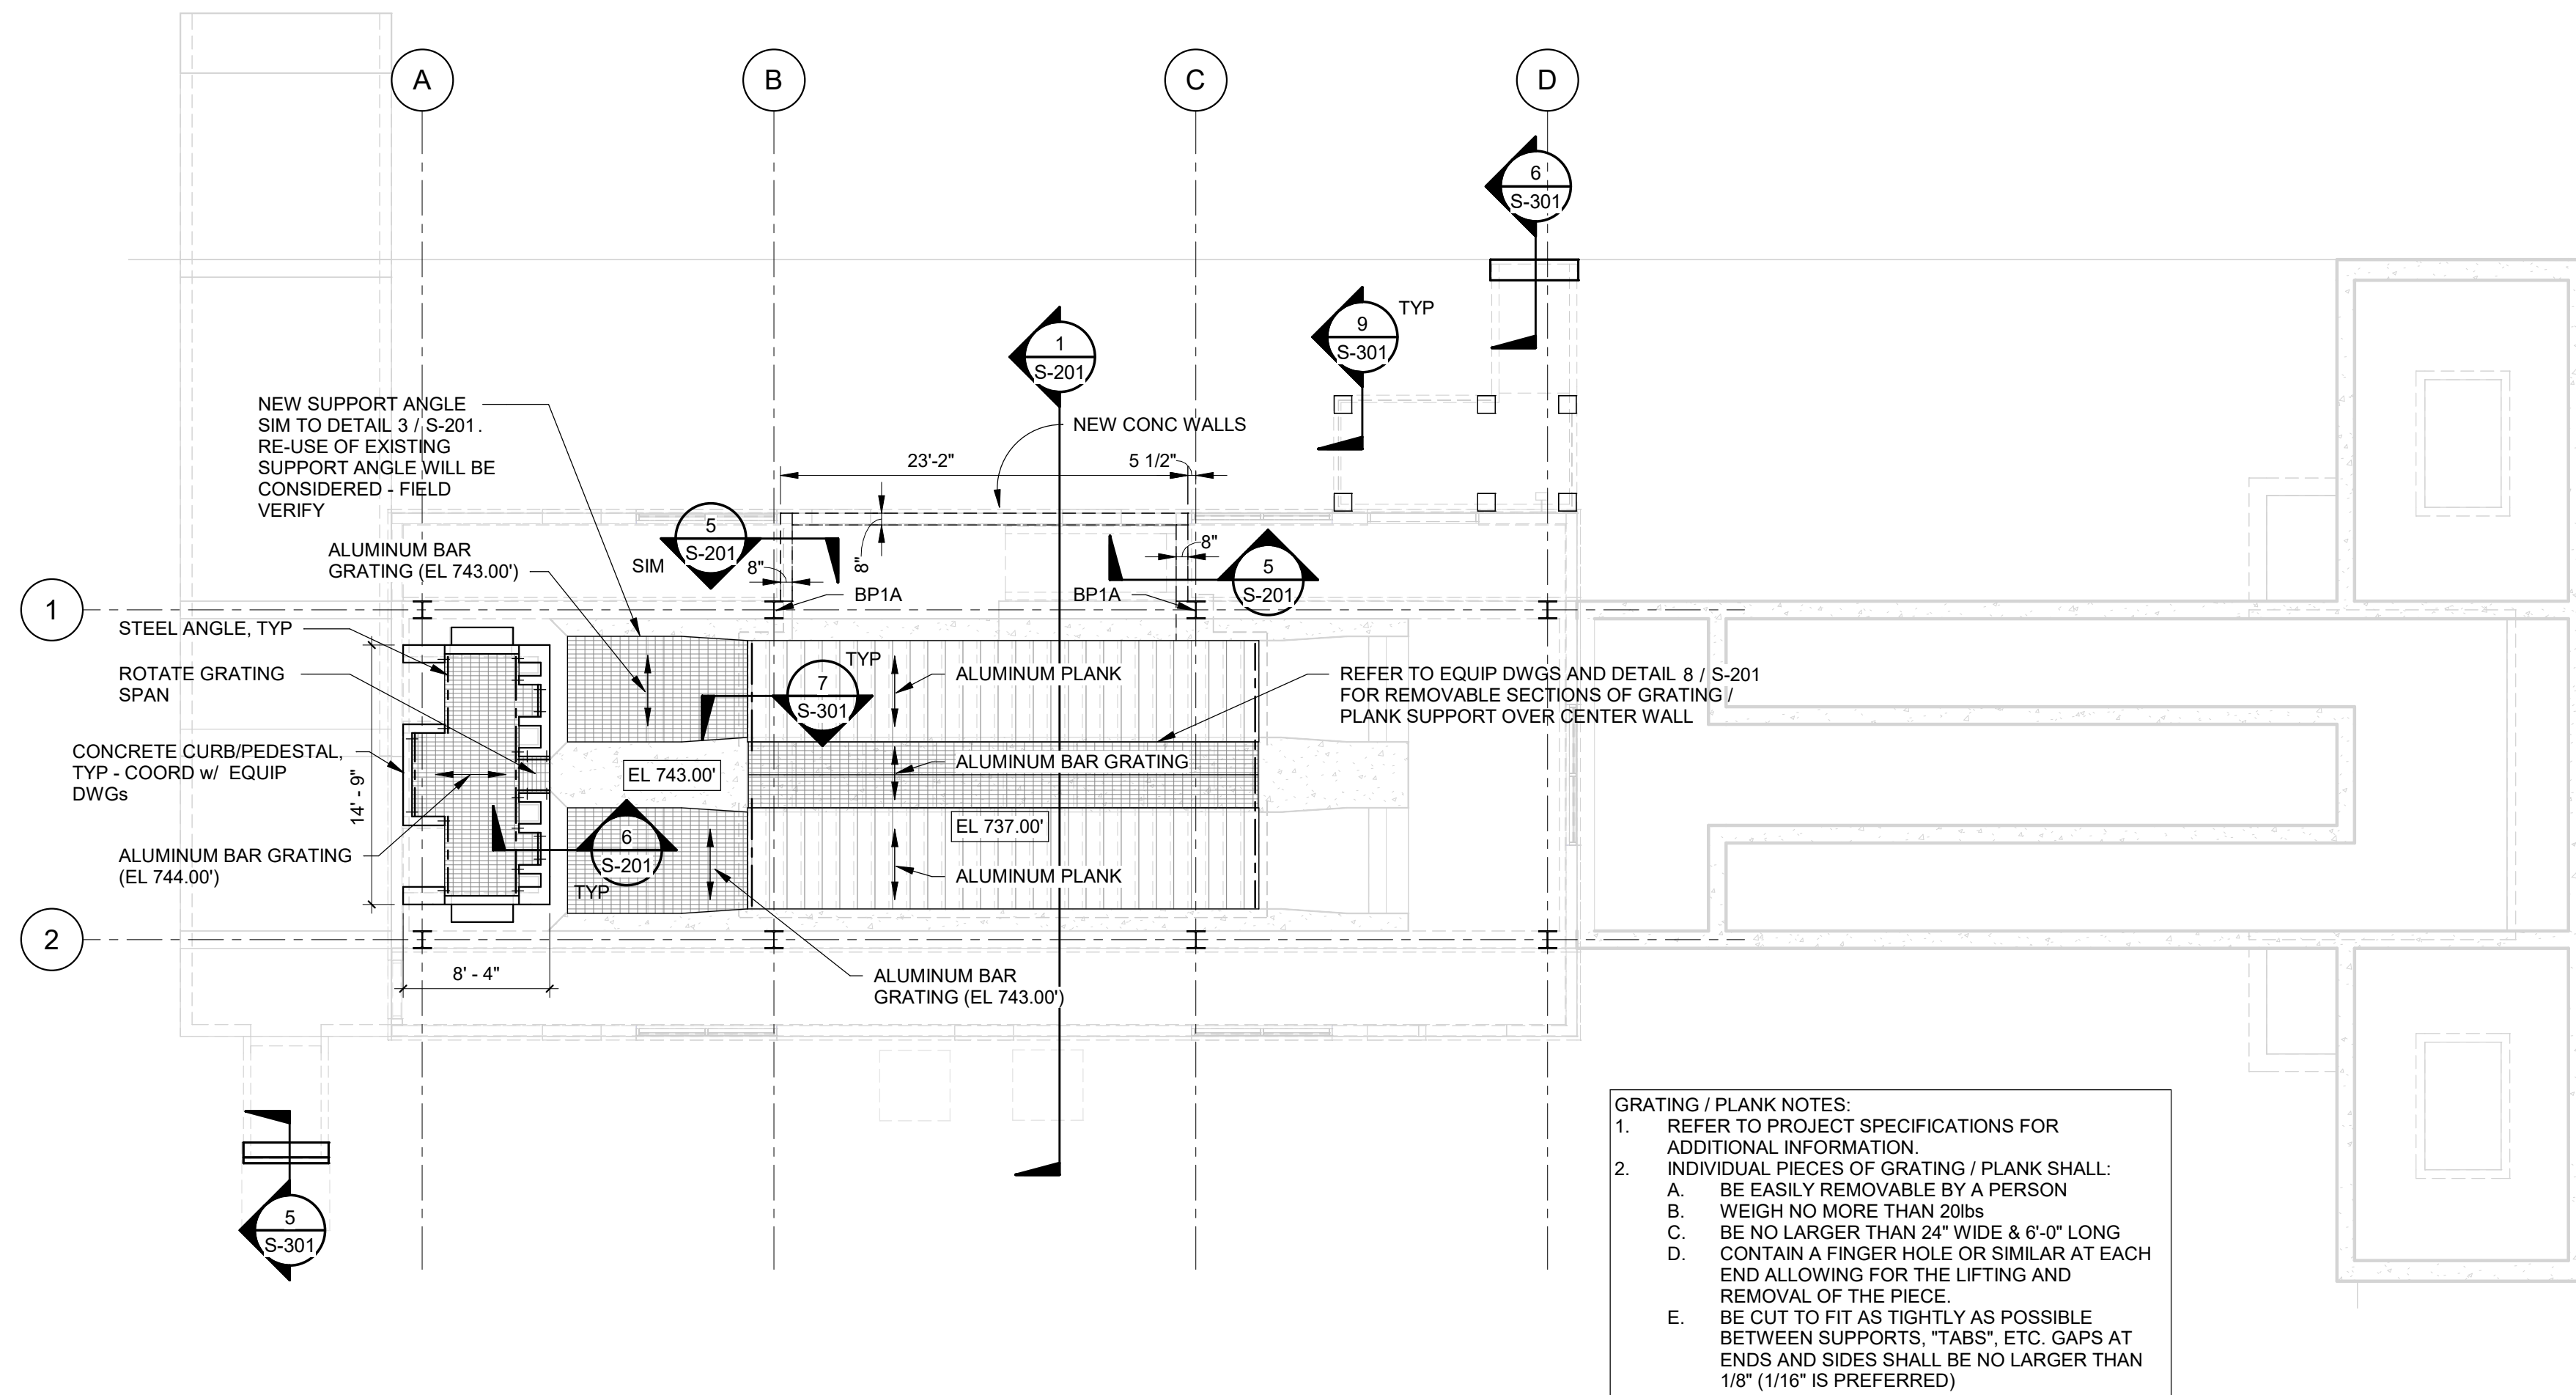 A
B
C
D
6
S-301
9
S-301
TYP
1
S-201
NEW SUPPORT ANGLE
SIM TO DETAIL 3 / S-201.
RE-USE OF EXISTING
SUPPORT ANGLE WILL BE
CONSIDERED - FIELD
VERIFY
NEW CONC WALLS
23'-2"
5 1/2"
5
S-201
SIM
8"
8"
8"
5
S-201
ALUMINUM BAR
GRATING (EL 743.00')
BP1A
BP1A
1
STEEL ANGLE, TYP
ROTATE GRATING
SPAN
CONCRETE CURB/PEDESTAL,
TYP - COORD w/ EQUIP
DWGs
14' - 9"
ALUMINUM BAR GRATING
(EL 744.00')
7
S-301
TYP
ALUMINUM PLANK
REFER TO EQUIP DWGS AND DETAIL 8 / S-201
FOR REMOVABLE SECTIONS OF GRATING /
PLANK SUPPORT OVER CENTER WALL
ALUMINUM BAR GRATING
EL 743.00'
EL 737.00'
6
S-201
TYP
ALUMINUM PLANK
2
8' - 4"
ALUMINUM BAR
GRATING (EL 743.00')
5
S-301
GRATING / PLANK NOTES:
1. REFER TO PROJECT SPECIFICATIONS FOR
ADDITIONAL INFORMATION.
2. INDIVIDUAL PIECES OF GRATING / PLANK SHALL:
A. BE EASILY REMOVABLE BY A PERSON
B. WEIGH NO MORE THAN 20lbs
C. BE NO LARGER THAN 24" WIDE & 6'-0" LONG
D. CONTAIN A FINGER HOLE OR SIMILAR AT EACH
END ALLOWING FOR THE LIFTING AND
REMOVAL OF THE PIECE.
E. BE CUT TO FIT AS TIGHTLY AS POSSIBLE
BETWEEN SUPPORTS, "TABS", ETC. GAPS AT
ENDS AND SIDES SHALL BE NO LARGER THAN
1/8" (1/16" IS PREFERRED)